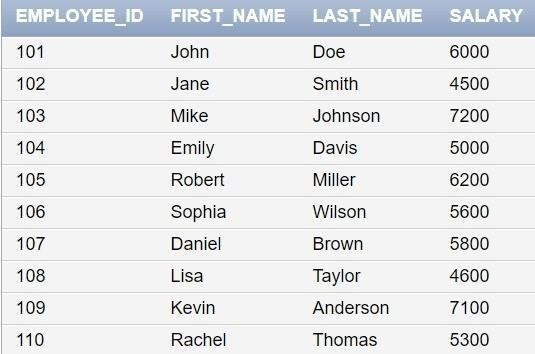 EMPLOYEE_ID FIRST_NAME LAST_NAME SALARY
101 John Doe 6000
102 Jane Smith 4500
103 Mike Johnson 7200
104 Emily Davis 5000
105 Robert Miller 6200
106 Sophia Wilson 5600
107 Daniel Brown 5800
108 Lisa Taylor 4600
109 Kevin Anderson 7100
110 Rachel Thomas 5300